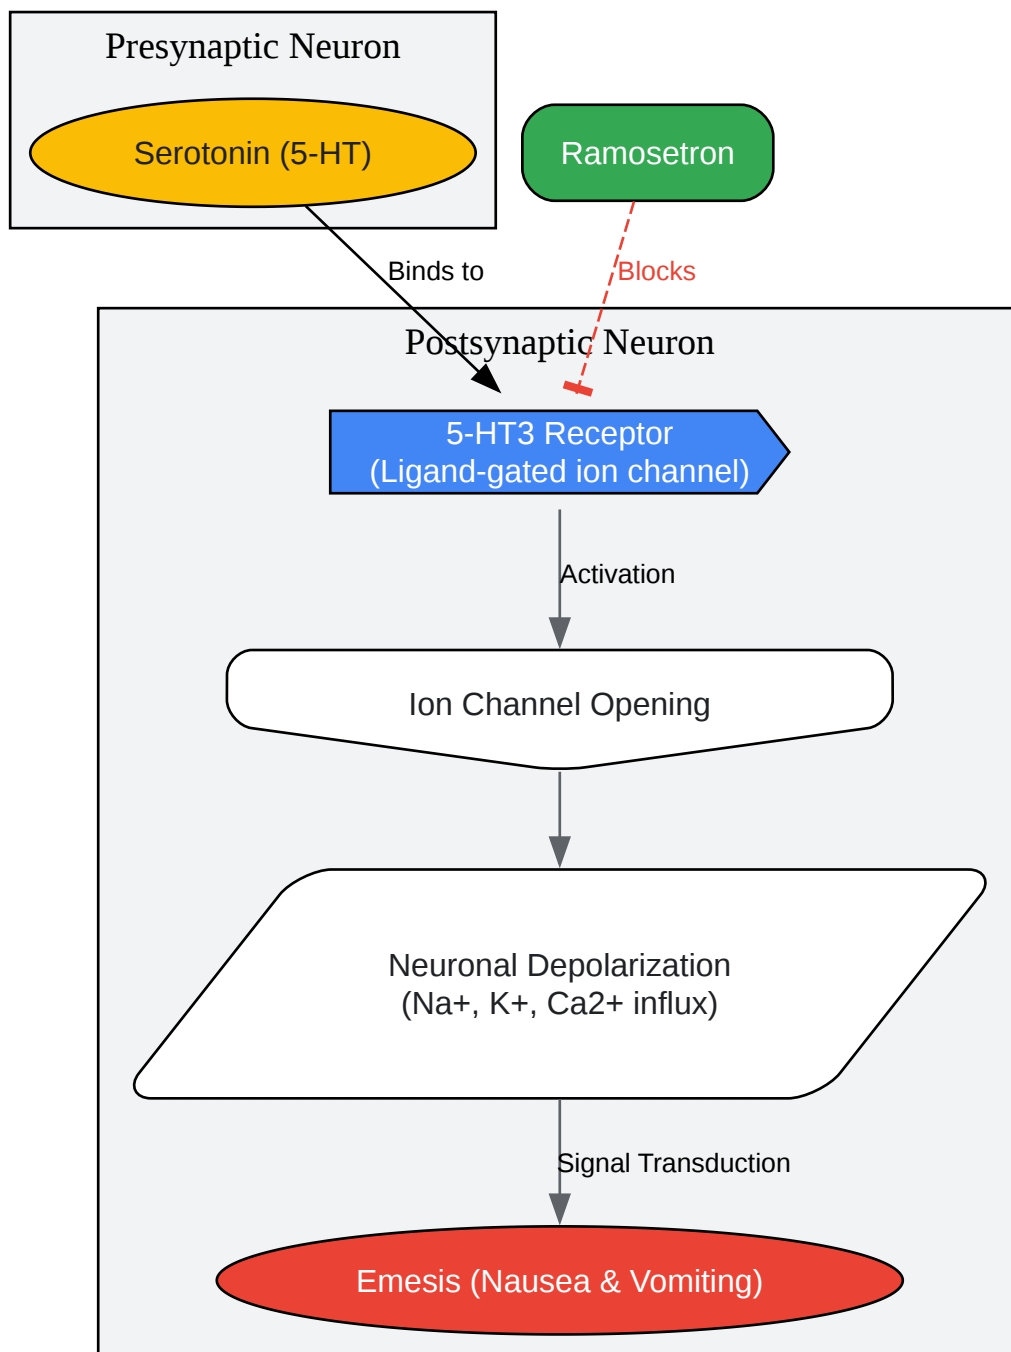 Presynaptic Neuron
Serotonin (5-HT)
Ramosetron
Binds to
Blocks
Postsynaptic Neuron
5-HT3 Receptor
(Ligand-gated ion channel)
Activation
Ion Channel Opening
Neuronal Depolarization
(Na+, K+, Ca2+ influx)
Signal Transduction
Emesis (Nausea & Vomiting)